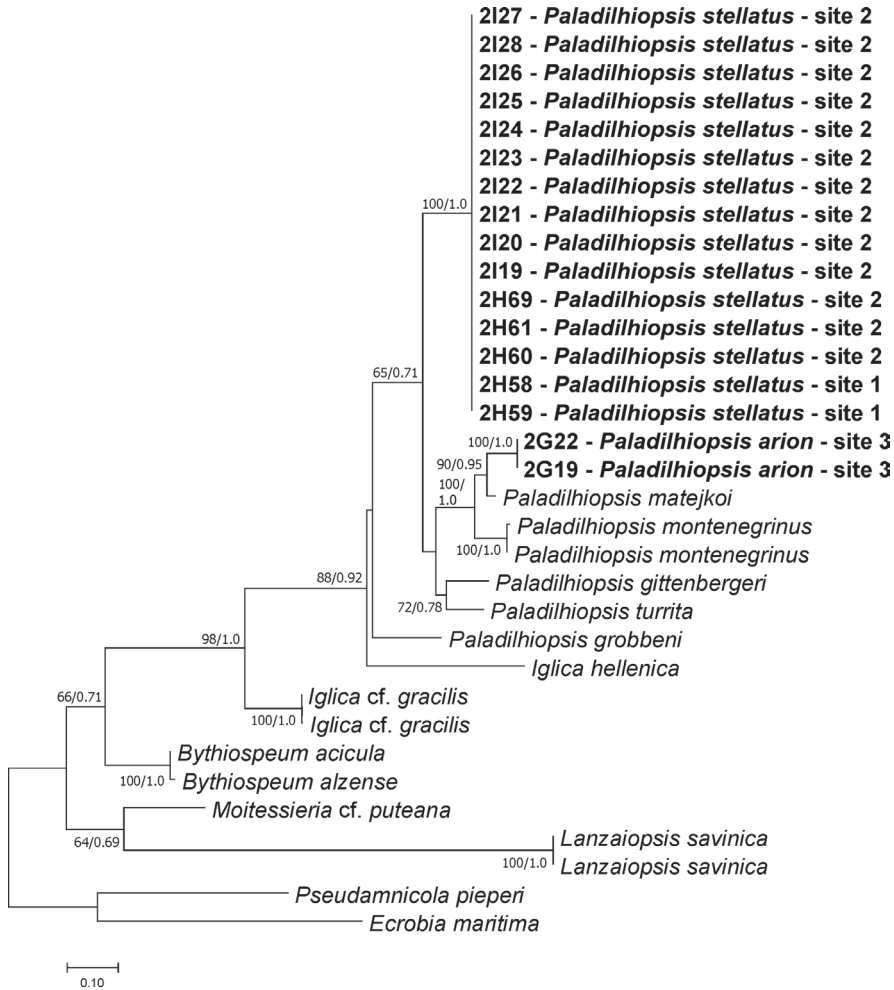 2I27 - Paladilhiopsis stellatus - site 2
2I28 - Paladilhiopsis stellatus - site 2
2I26 - Paladilhiopsis stellatus - site 2
2I25 - Paladilhiopsis stellatus - site 2
2I24 - Paladilhiopsis stellatus - site 2
2I23 - Paladilhiopsis stellatus - site 2
2I22 - Paladilhiopsis stellatus - site 2
100/1.0
2I21 - Paladilhiopsis stellatus - site 2
2I20 - Paladilhiopsis stellatus - site 2
2I19 - Paladilhiopsis stellatus - site 2
2H69 - Paladilhiopsis stellatus - site 2
2H61 - Paladilhiopsis stellatus - site 2
2H60 - Paladilhiopsis stellatus - site 2
65/0.71
2H58 - Paladilhiopsis stellatus - site 1
2H59 - Paladilhiopsis stellatus - site 1
100/1.0
2G22 - Paladilhiopsis arion - site 3
90/0.95
2G19 - Paladilhiopsis arion - site 3
100/
1.0
Paladilhiopsis matejkoi
Paladilhiopsis montenegrinus
100/1.0
Paladilhiopsis montenegrinus
88/0.92
Paladilhiopsis gittenbergeri
72/0.78
Paladilhiopsis turrita
98/1.0
Paladilhiopsis grobbeni
Iglica hellenica
66/0.71
Iglica cf. gracilis
100/1.0
Iglica cf. gracilis
Bythiospeum acicula
100/1.0
Bythiospeum alzense
Moitessieria cf. puteana
64/0.69
Lanzaiopsis savinica
100/1.0
Lanzaiopsis savinica
Pseudamnicola pieperi
Ecrobia maritima
0.10